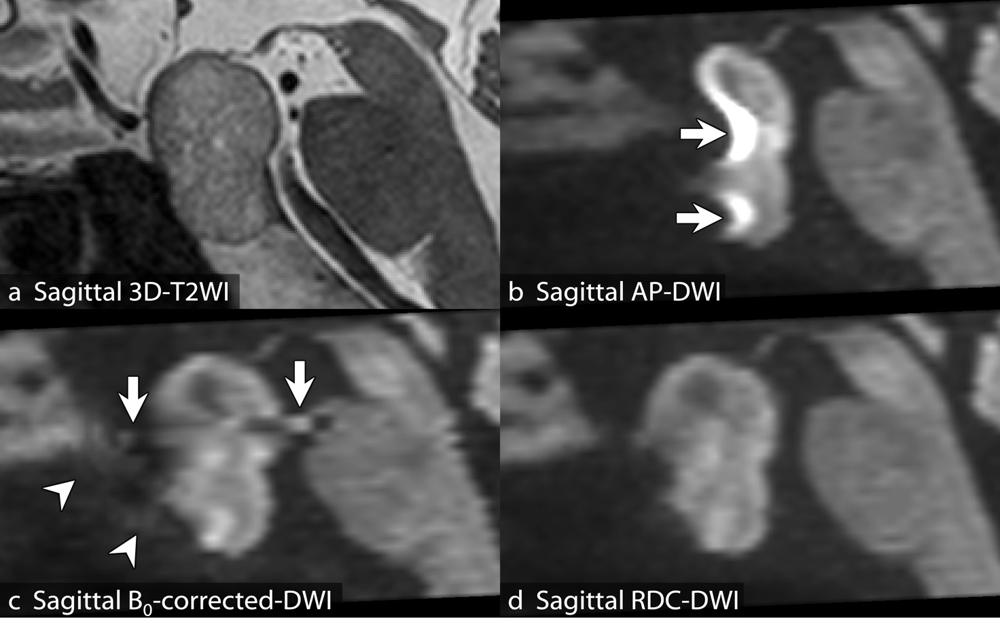 a Sagittal 3D-T2WI
b Sagittal AP-DWI
c Sagittal B₀-corrected-DWI
d Sagittal RDC-DWI